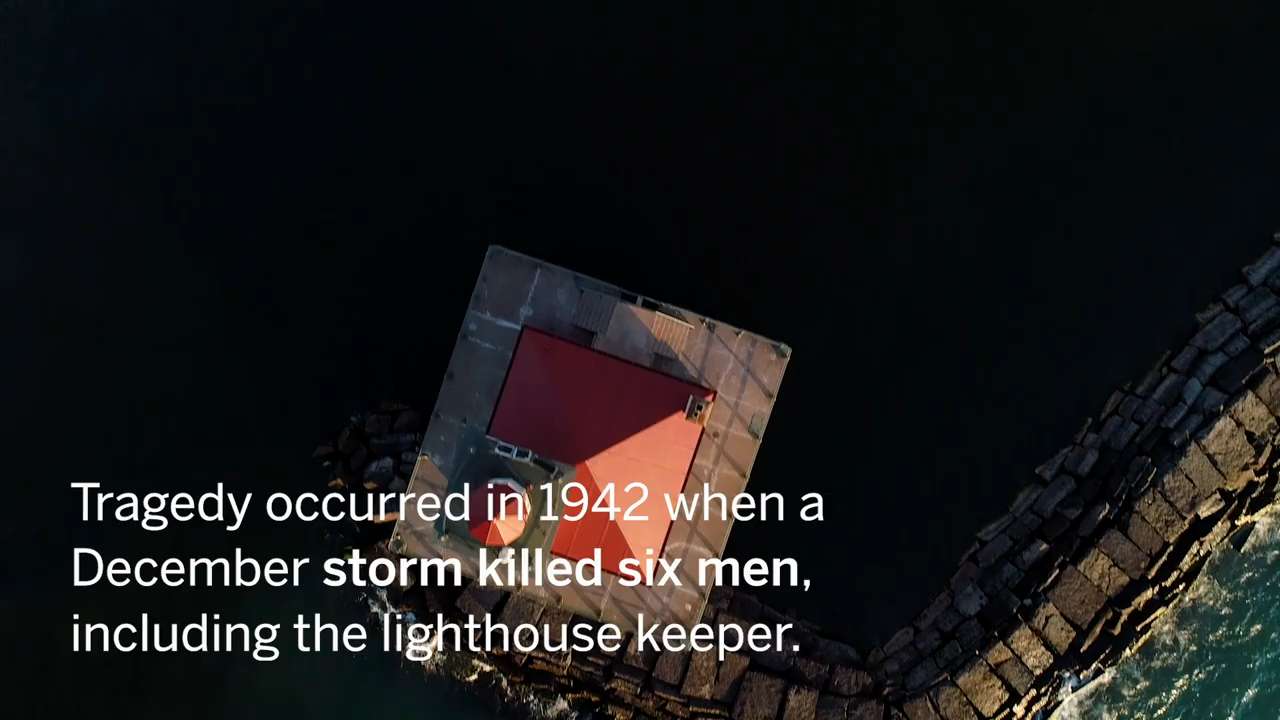 Tragedy occurred in 1942 when a
December storm killed six men,
including the lighthouse keeper.